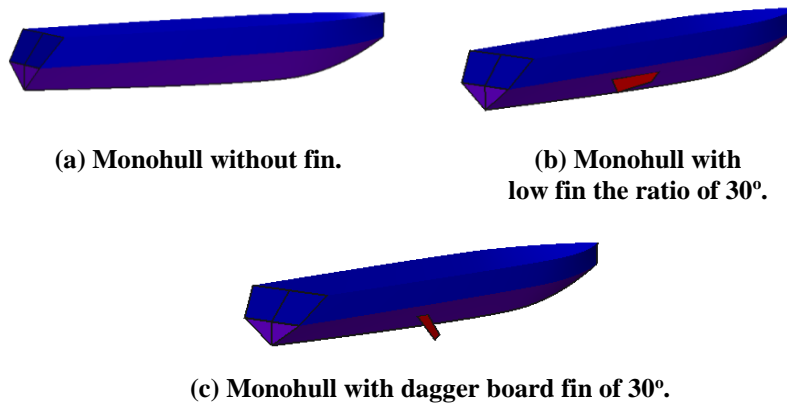 (a) Monohull without fin.
(b) Monohull with
low fin the ratio of 30º.
(c) Monohull with dagger board fin of 30º.